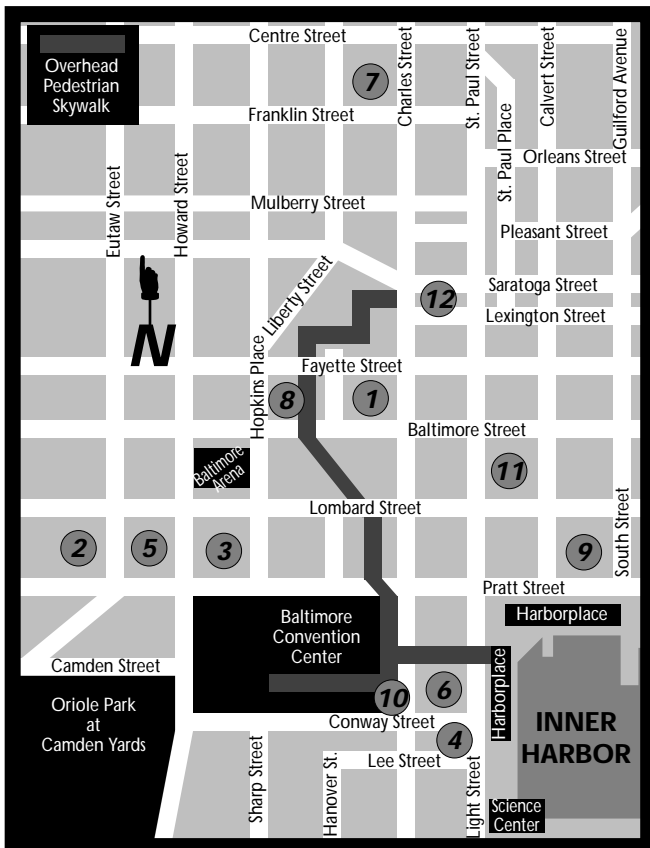 Centre Street
Overhead
Pedestrian
Skywalk
7
Charles Street
St. Paul Street
Calvert Street
Guilford Avenue
Franklin Street
St. Paul Place
Orleans Street
Eutaw Street
Howard Street
Mulberry Street
Pleasant Street
Liberty Street
Saratoga Street
12
Lexington Street
N
Hopkins Place
Fayette Street
8
1
Baltimore Street
Baltimore
Arena
11
Lombard Street
South Street
2
5
3
9
Pratt Street
Harborplace
Baltimore
Convention
Center
Camden Street
Harborplace
Oriole Park
at
Camden Yards
10
6
Conway Street
4
INNER
HARBOR
Lee Street
Sharp Street
Hanover St.
Light Street
Science
Center